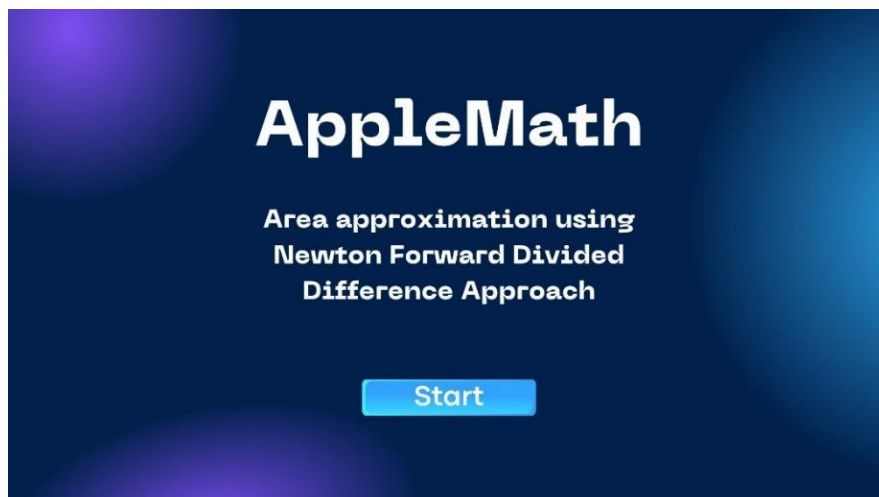 AppleMath
Area approximation using
Newton Forward Divided
Difference Approach
Start